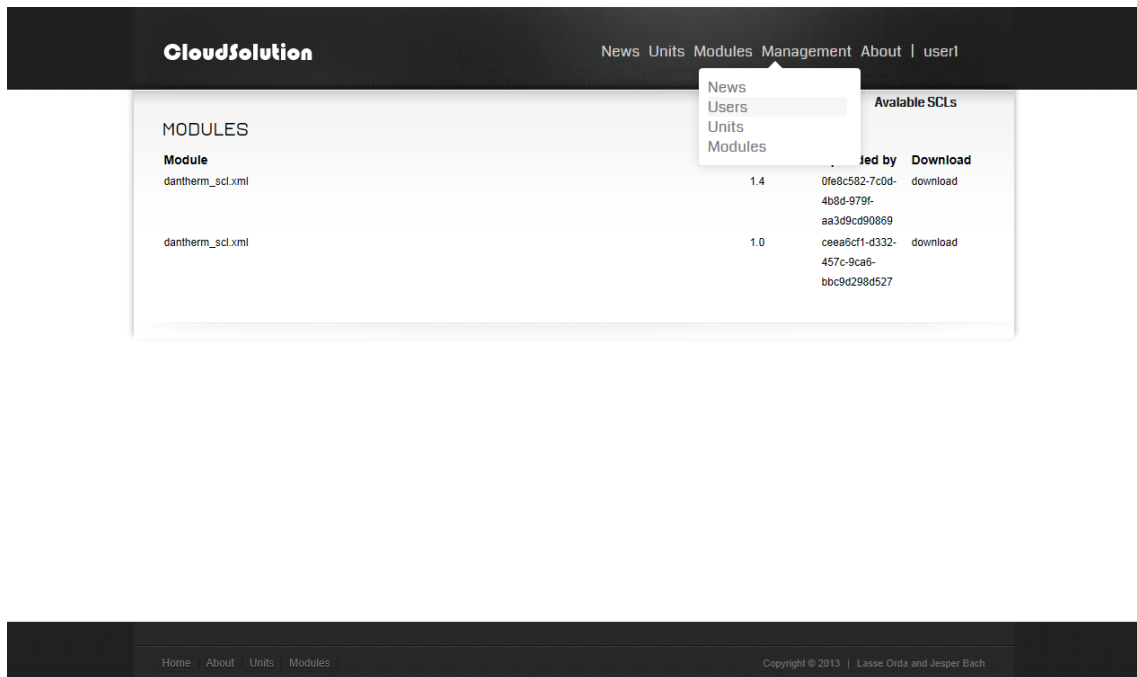 CloudSolution
News Units Modules Management About | user1
News
Users
Units
Modules
Avalable SCLs
MODULES
Module ded by Download
dantherm_scl.xml 1.4 0fe8c582-7c0d- download
4b8d-979f-
aa3d9cd90869
dantherm_scl.xml 1.0 ceea6cf1-d332- download
457c-9ca6-
bbc9d298d527
Home | About | Units | Modules |
Copyright © 2013 | Lasse Orda and Jesper Bach